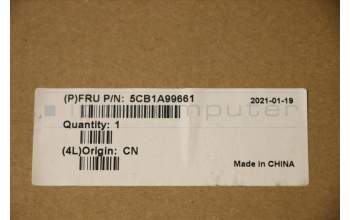 (P)FRU P/N: 5CB1A99661
2021-01-19
Quantity: 1
(4L)Origin: CN
Made in CHINA